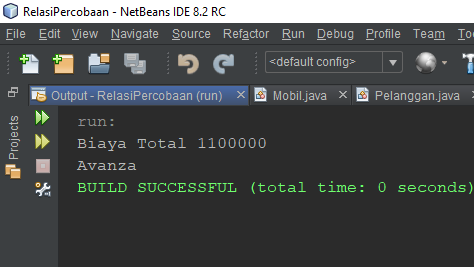 RelasiPercobaan - NetBeans IDE 8.2 RC
File Edit View Navigate Source Refactor Run Debug Profile Team
<default config>
Output - RelasiPercobaan (run) Mobil.java Pelanggan.java
Projects
run:
Biaya Total 1100000
Avanza
BUILD SUCCESSFUL (total time: 0 seconds)